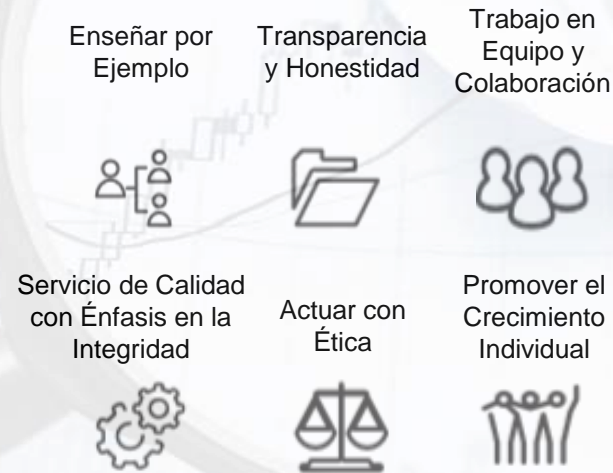 Enseñar por
Ejemplo
Transparencia
y Honestidad
Trabajo en
Equipo y
Colaboración
Servicio de Calidad
con Énfasis en la
Integridad
Actuar con
Ética
Promover el
Crecimiento
Individual